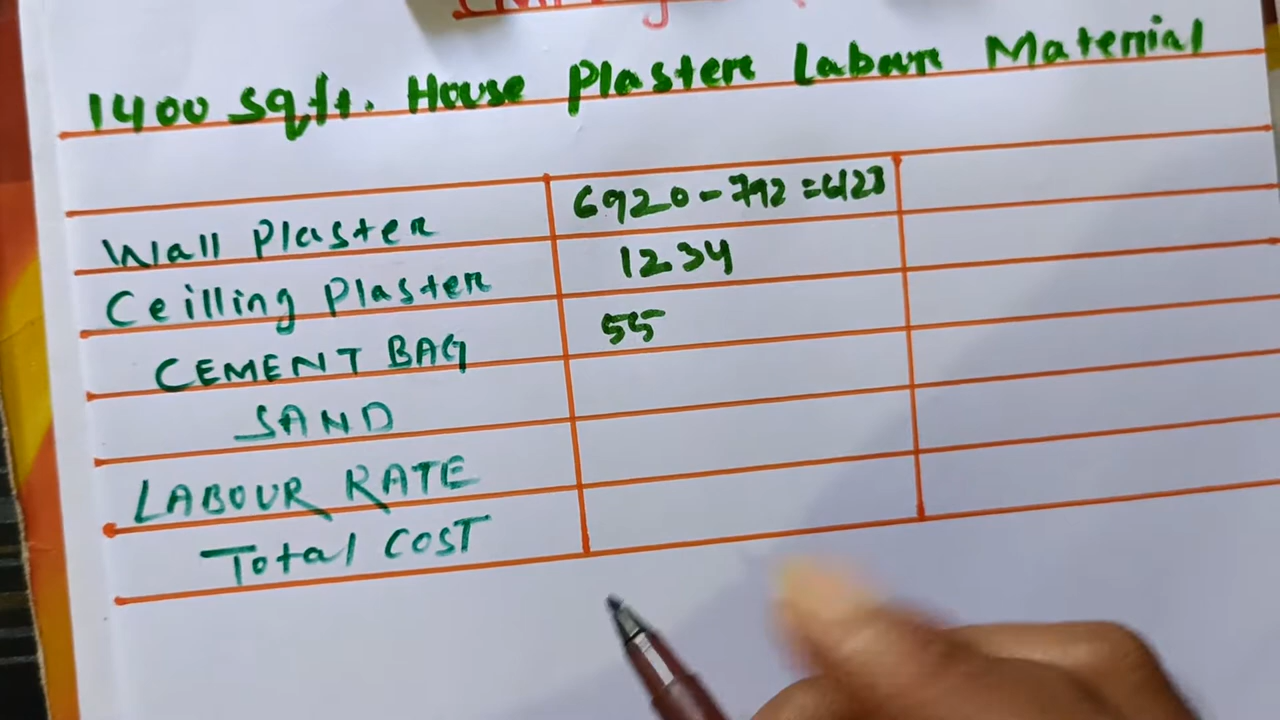 1400 sqft. House Plaster Labour Material
Wall Plaster 6920-792=6123
Ceilling Plaster 1234
CEMENT BAG 55
SAND
LABOUR RATE
Total COST